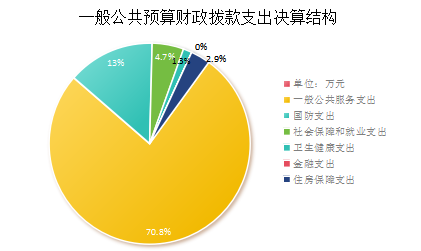 一般公共预算财政拨款支出决算结构
0%
4.7%
1.3%
2.9%
13%
70.8%
单位：万元
一般公共服务支出
国防支出
社会保障和就业支出
卫生健康支出
金融支出
住房保障支出